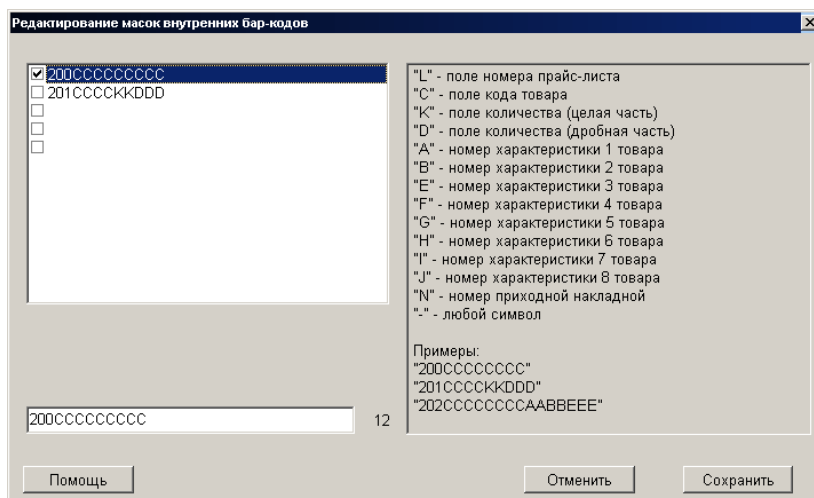 Редактирование масок внутренних бар-кодов
200CCCCCCCCC
201CCCCKKDDD
"L" - поле номера прайс-листа
"C" - поле кода товара
"K" - поле количества (целая часть)
"D" - поле количества (дробная часть)
"A" - номер характеристики 1 товара
"B" - номер характеристики 2 товара
"E" - номер характеристики 3 товара
"F" - номер характеристики 4 товара
"G" - номер характеристики 5 товара
"H" - номер характеристики 6 товара
"I" - номер характеристики 7 товара
"J" - номер характеристики 8 товара
"N" - номер приходной накладной
"-" - любой символ
Примеры:
"200CCCCCCCC"
"201CCCCKKDDD"
"202CCCCCCCCAABBEEE"
200CCCCCCCCC
12
Помощь
Отменить
Сохранить